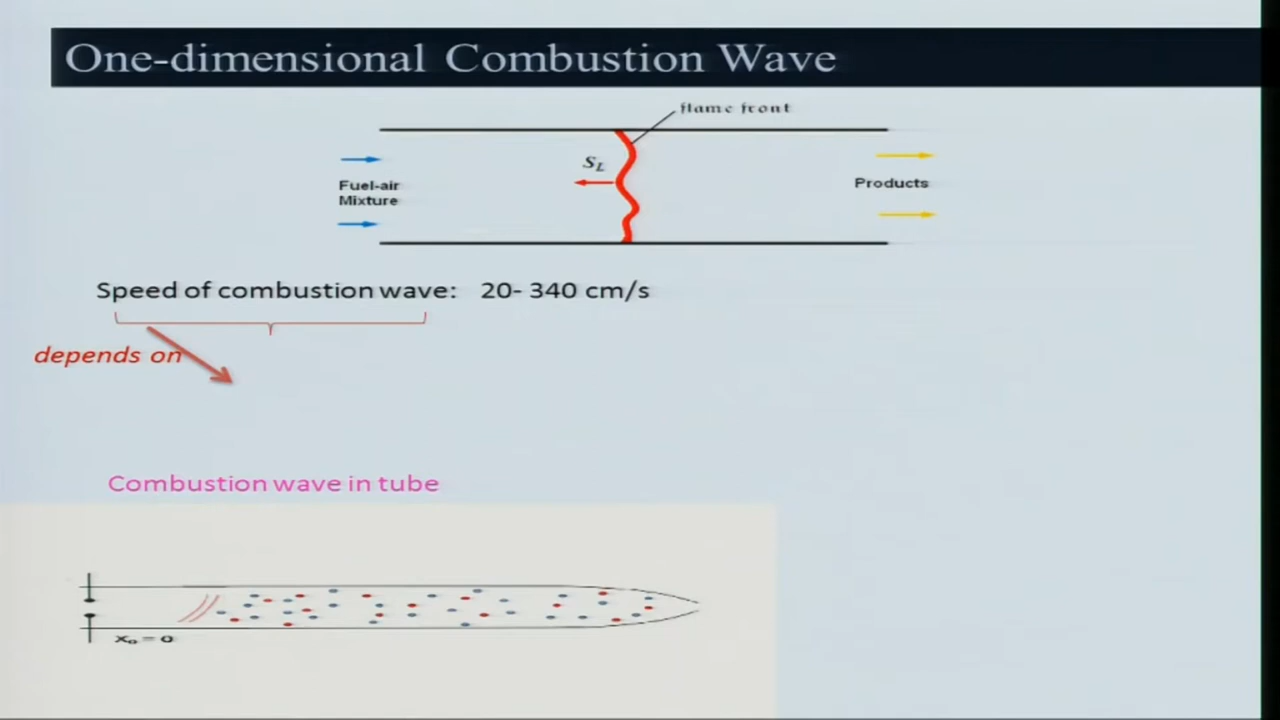 One-dimensional Combustion Wave
flame front
S_L
Fuel-air
Mixture
Products
Speed of combustion wave: 20- 340 cm/s
depends on
Combustion wave in tube
x₀ = 0